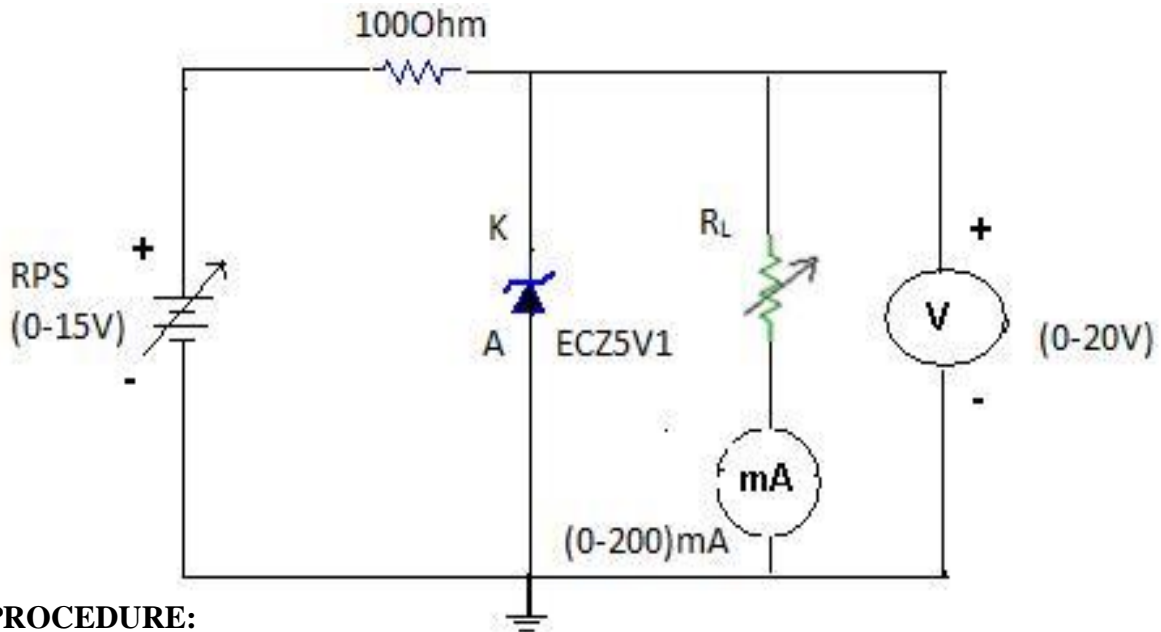 100Ohm
K
RL
+
+
RPS
(0-15V)
V
(0-20V)
A
ECZ5V1
-
-
mA
(0-200)mA
PROCEDURE: